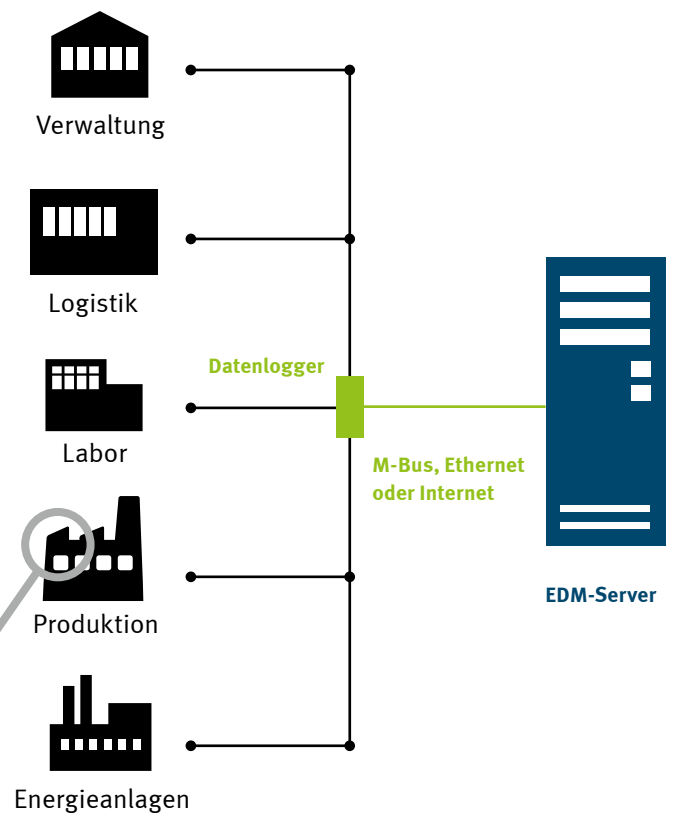 Verwaltung
Logistik
Datenlogger
Labor
M-Bus, Ethernet
oder Internet
EDM-Server
Produktion
Energieanlagen